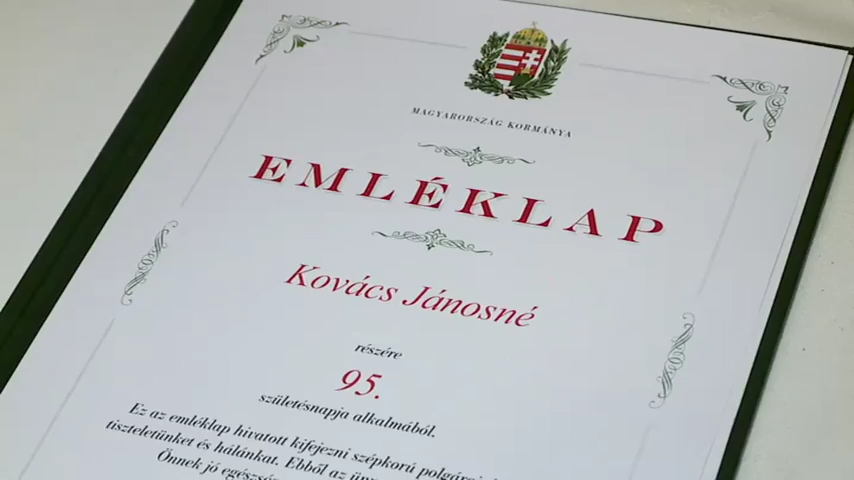 MAGYARORSZÁG KORMÁNYA
EMLÉKLAP
Kovács Jánosné
részére
95.
születésnapja alkalmából.
Ez az emléklap hivatott kifejezni szépkorú
tiszteletünket és hálánkat. Ebből az
Önnek jó